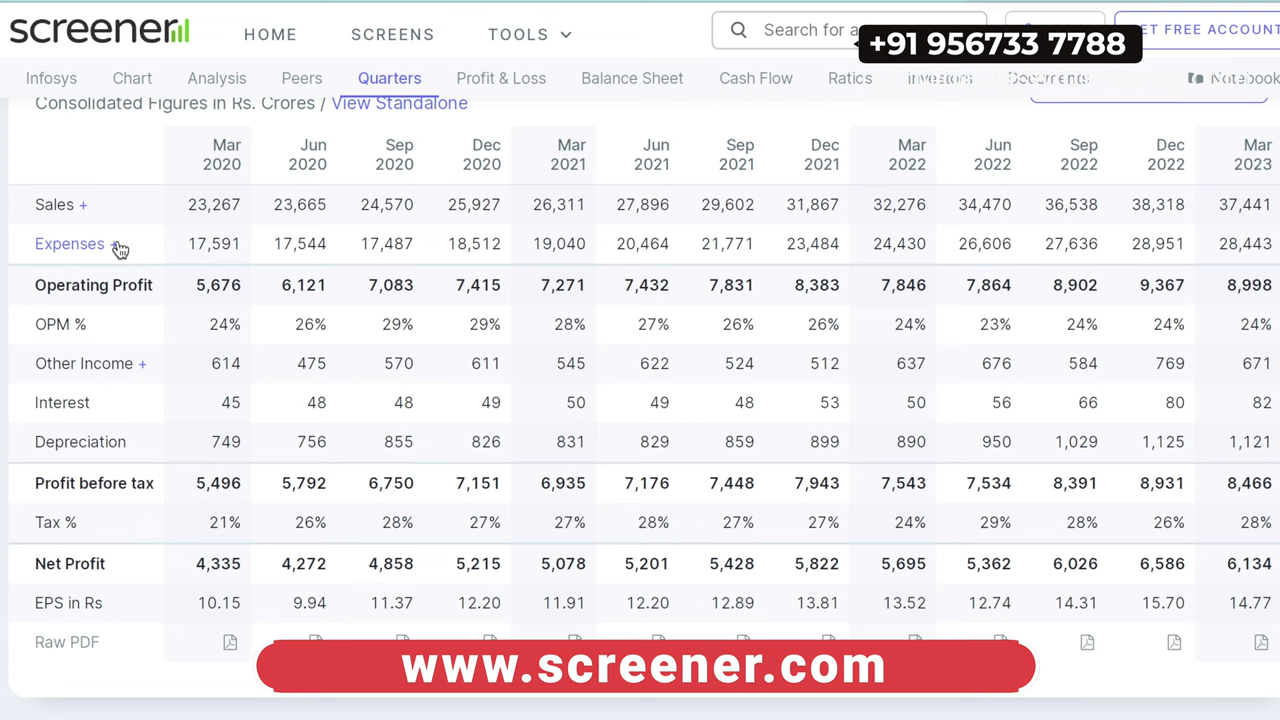 screener
HOME SCREENS TOOLS
Search for a
ET FREE ACCOUNT
+91 956733 7788
Infosys Chart Analysis Peers Quarters Profit & Loss Balance Sheet Cash Flow Ratios Investors Documents Notebook
Consolidated Figures in Rs. Crores / View Standalone
Mar Jun Sep Dec Mar Jun Sep Dec Mar Jun Sep Dec Mar
2020 2020 2020 2020 2021 2021 2021 2021 2022 2022 2022 2022 2023
Sales + 23,267 23,665 24,570 25,927 26,311 27,896 29,602 31,867 32,276 34,470 36,538 38,318 37,441
Expenses + 17,591 17,544 17,487 18,512 19,040 20,464 21,771 23,484 24,430 26,606 27,636 28,951 28,443
Operating Profit 5,676 6,121 7,083 7,415 7,271 7,432 7,831 8,383 7,846 7,864 8,902 9,367 8,998
OPM % 24% 26% 29% 29% 28% 27% 26% 26% 24% 23% 24% 24% 24%
Other Income + 614 475 570 611 545 622 524 512 637 676 584 769 671
Interest 45 48 48 49 50 49 48 53 50 56 66 80 82
Depreciation 749 756 855 826 831 829 859 899 890 950 1,029 1,125 1,121
Profit before tax 5,496 5,792 6,750 7,151 6,935 7,176 7,448 7,943 7,543 7,534 8,391 8,931 8,466
Tax % 21% 26% 28% 27% 27% 28% 27% 27% 24% 29% 28% 26% 28%
Net Profit 4,335 4,272 4,858 5,215 5,078 5,201 5,428 5,822 5,695 5,362 6,026 6,586 6,134
EPS in Rs 10.15 9.94 11.37 12.20 11.91 12.20 12.89 13.81 13.52 12.74 14.31 15.70 14.77
Raw PDF
www.screener.com